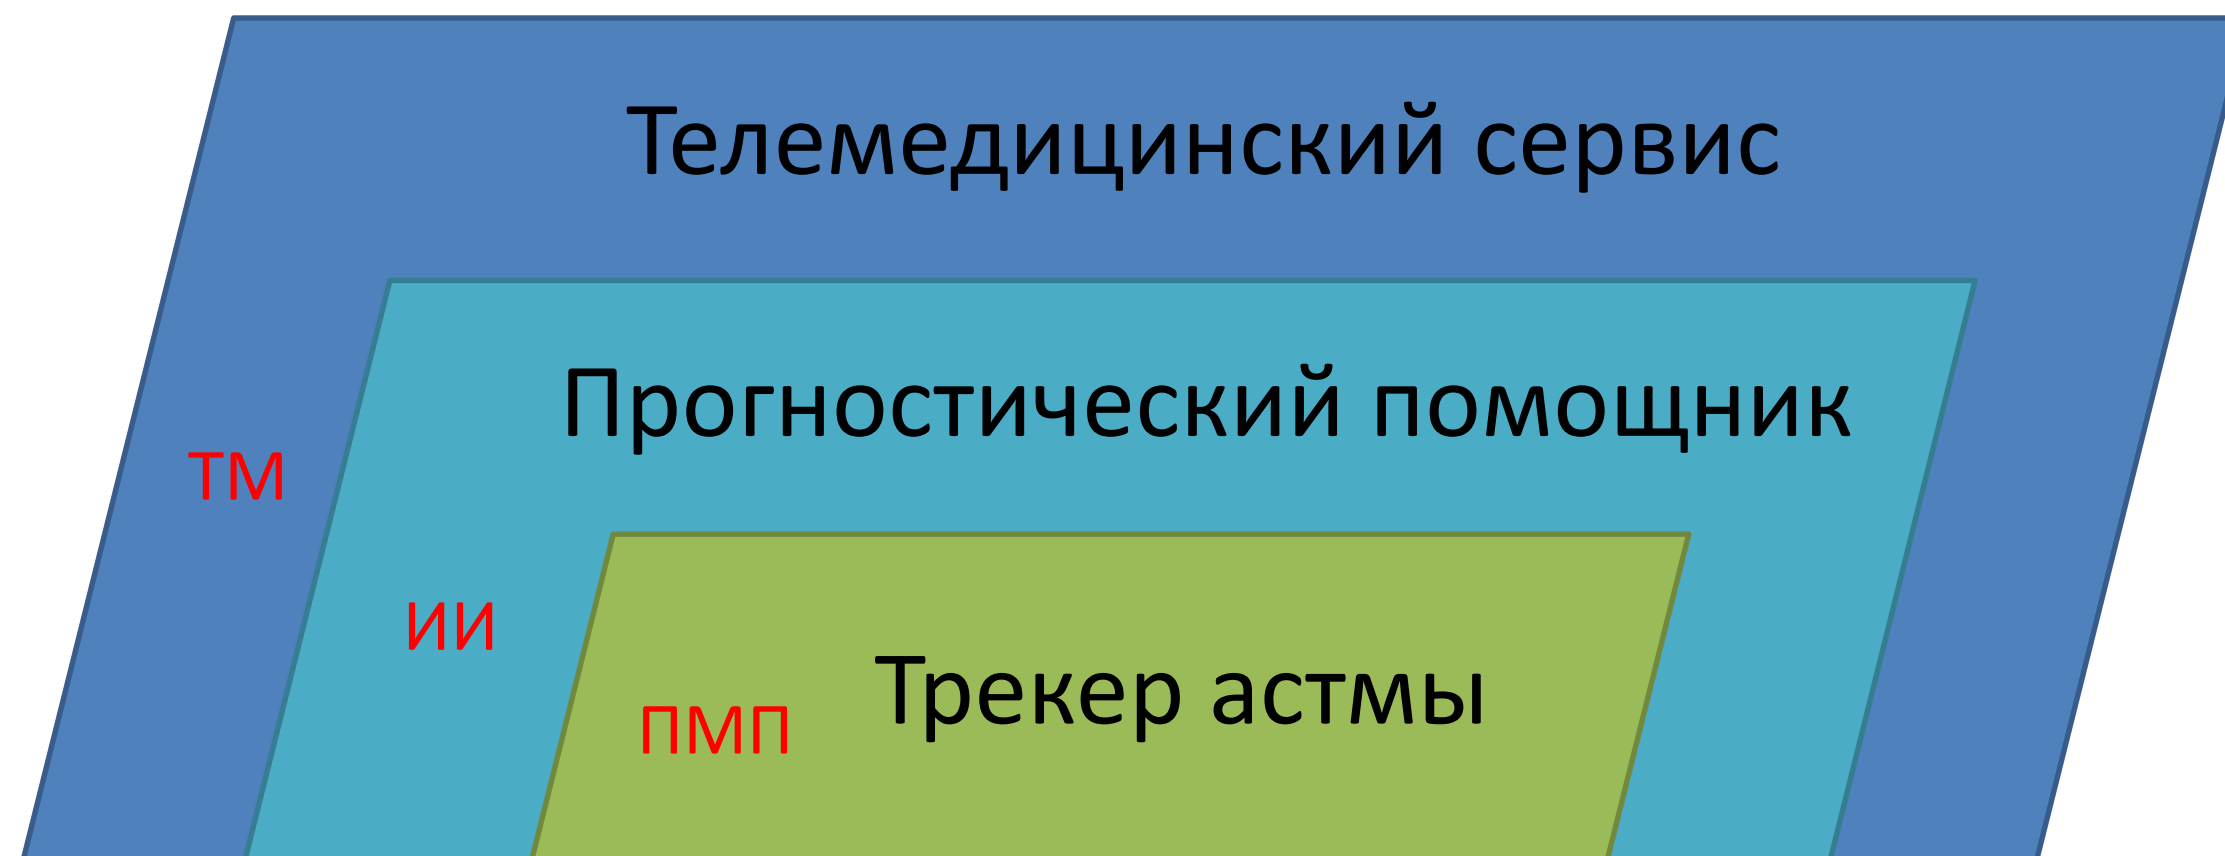 Телемедицинский сервис
Прогностический помощник
ТМ
ИИ
Трекер астмы
ПМП